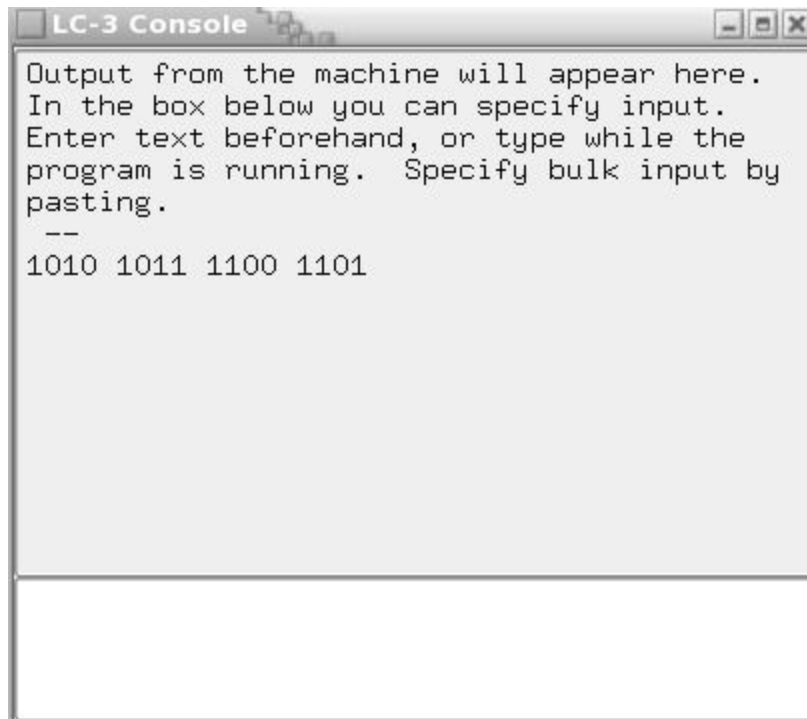 LC-3 Console
Output from the machine will appear here.
In the box below you can specify input.
Enter text beforehand, or type while the
program is running.  Specify bulk input by
pasting.
--
1010 1011 1100 1101